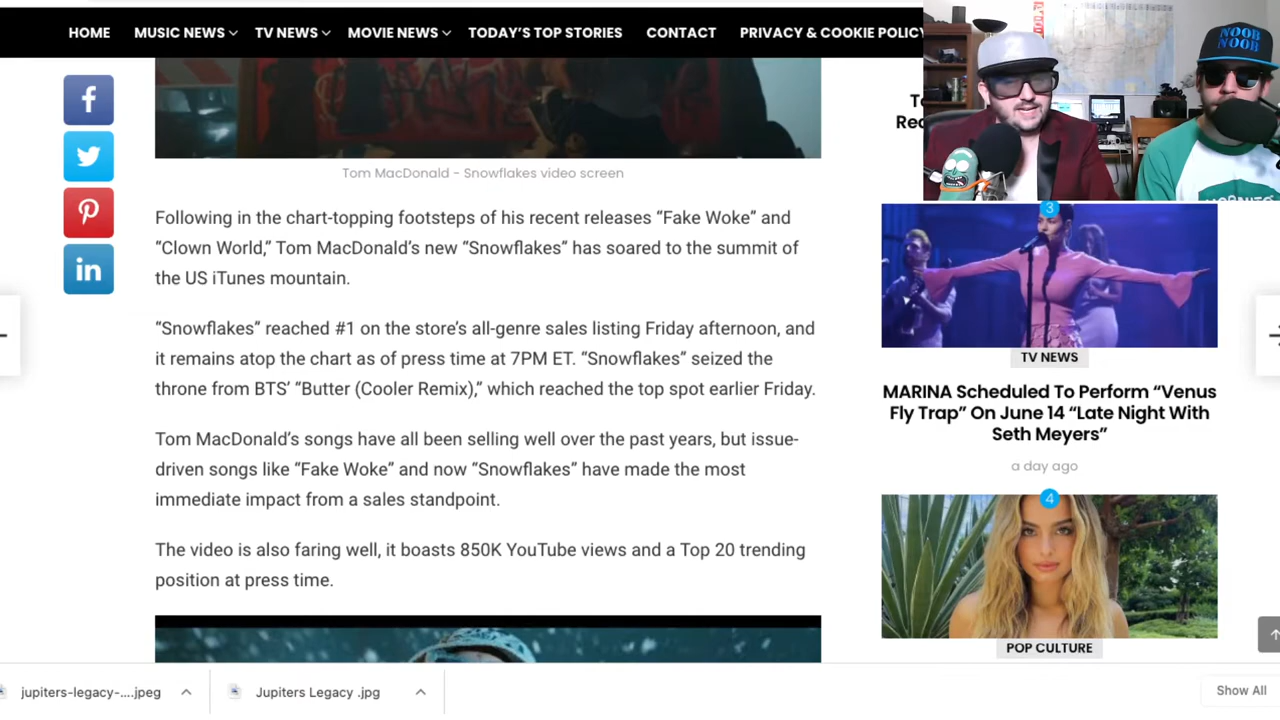 HOME MUSIC NEWS TV NEWS MOVIE NEWS TODAY'S TOP STORIES CONTACT PRIVACY & COOKIE POLICY
NOOB
NOOB
Tom MacDonald – Snowflakes video screen
Following in the chart-topping footsteps of his recent releases “Fake Woke” and
“Clown World,” Tom MacDonald’s new “Snowflakes” has soared to the summit of
the US iTunes mountain.
“Snowflakes” reached #1 on the store’s all-genre sales listing Friday afternoon, and
it remains atop the chart as of press time at 7PM ET. “Snowflakes” seized the
throne from BTS’ “Butter (Cooler Remix),” which reached the top spot earlier Friday.
Tom MacDonald’s songs have all been selling well over the past years, but issue-
driven songs like “Fake Woke” and now “Snowflakes” have made the most
immediate impact from a sales standpoint.
The video is also faring well, it boasts 850K YouTube views and a Top 20 trending
position at press time.
3
TV NEWS
MARINA Scheduled To Perform “Venus
Fly Trap” On June 14 “Late Night With
Seth Meyers”
a day ago
4
POP CULTURE
jupiters-legacy-....jpeg
Jupiters Legacy .jpg
Show All